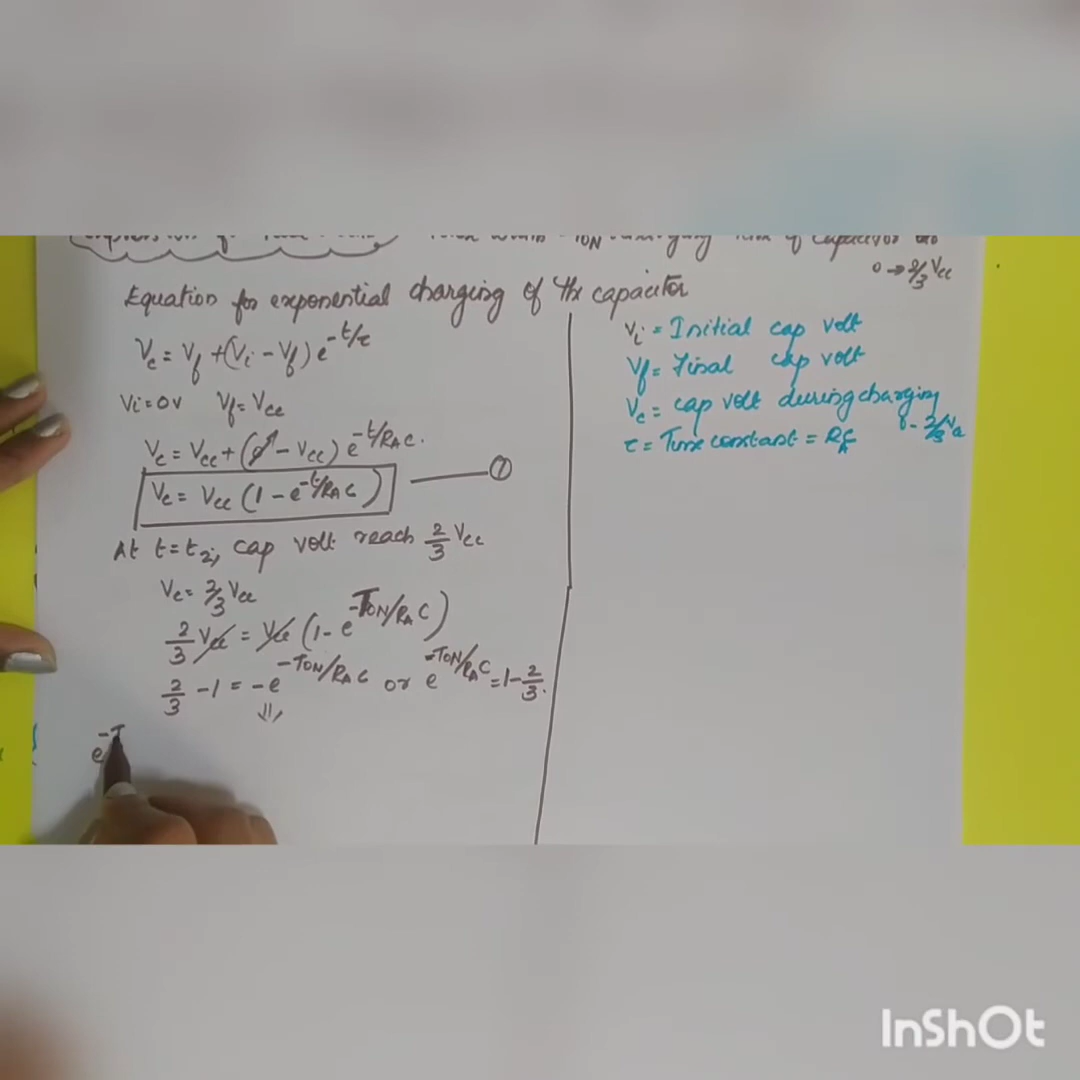 0 → 2/3 Vcc
Equation for exponential charging of the capacitor
Vc = Vf + (Vi - Vf) e^-t/τ
Vi = 0V Vf = Vcc
Vc = Vcc + (0 - Vcc) e^-t/RAC.
Vc = Vcc (1 - e^-t/RAC) 1
At t = t2, cap volt reach 2/3 Vcc
Vc = 2/3 Vcc
2/3 Vcc = Vcc (1 - e^-TON/RAC)
2/3 - 1 = -e^-TON/RAC or e^-TON/RAC = 1 - 2/3.
e^-T
Vi = Initial cap volt
Vf = Final cap volt
Vc = cap volt during charging
0 - 2/3 Vcc
τ = Time constant = RAC
InShOt